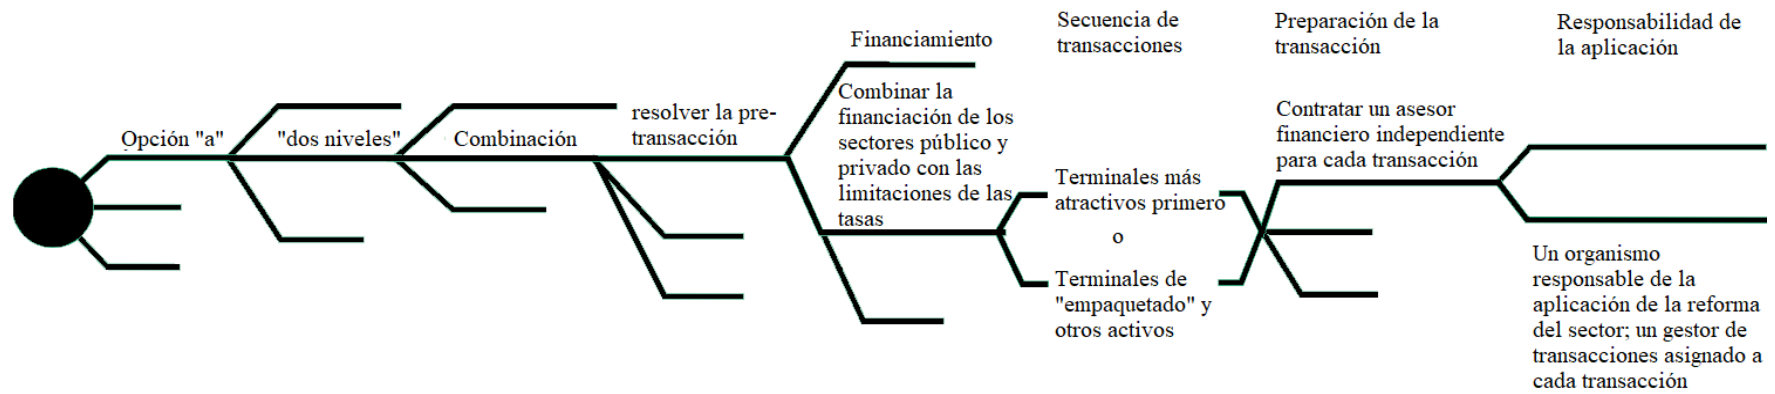 Opción "a"
"dos niveles"
Combinación
resolver la pre-
transacción
Financiamiento
Combinar la
financiación de los
sectores público y
privado con las
limitaciones de las
tasas
Secuencia de
transacciones
Terminales más
atractivos primero
o
Terminales de
"empaquetado" y
otros activos
Preparación de la
transacción
Contratar un asesor
financiero independiente
para cada transacción
Responsabilidad de
la aplicación
Un organismo
responsable de la
aplicación de la reforma
del sector; un gestor de
transacciones asignado a
cada transacción